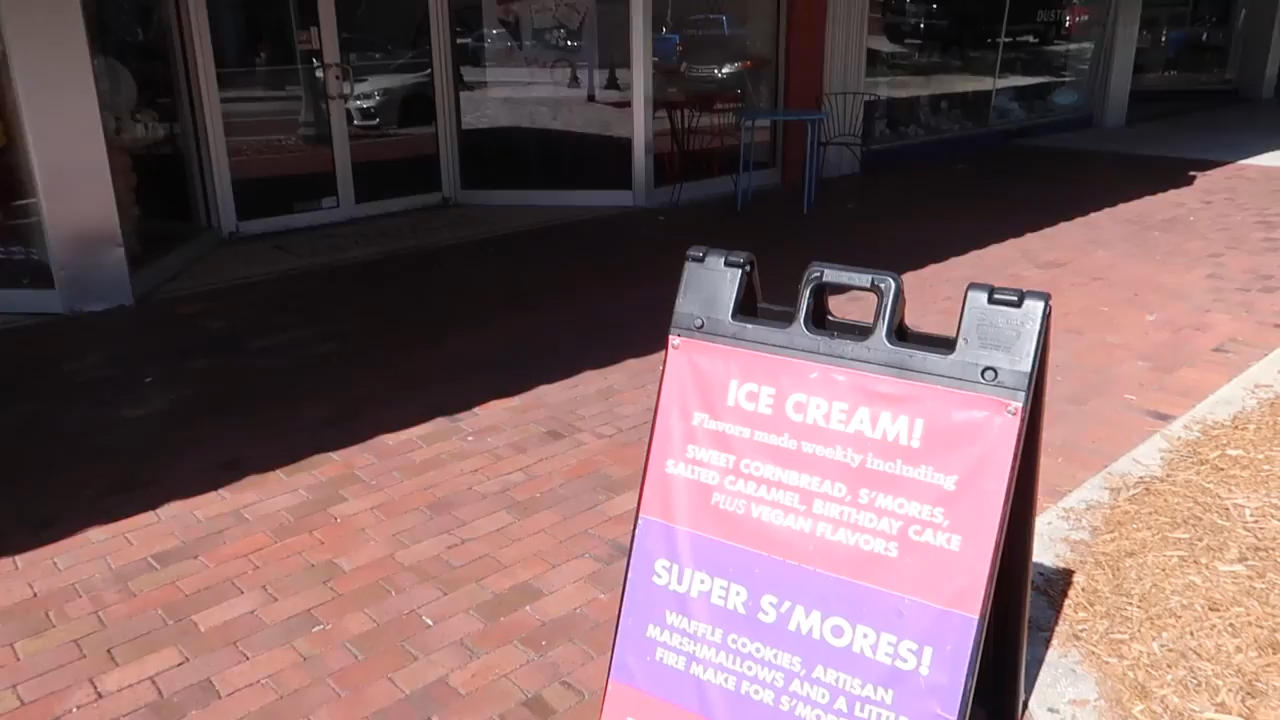 ICE CREAM!
Flavors made weekly including
SWEET CORNBREAD, S'MORES,
SALTED CARAMEL, BIRTHDAY CAKE
PLUS VEGAN FLAVORS
SUPER S'MORES!
WAFFLE COOKIES, ARTISAN
MARSHMALLOWS AND A LITTLE
FIRE MAKE FOR S'MORE